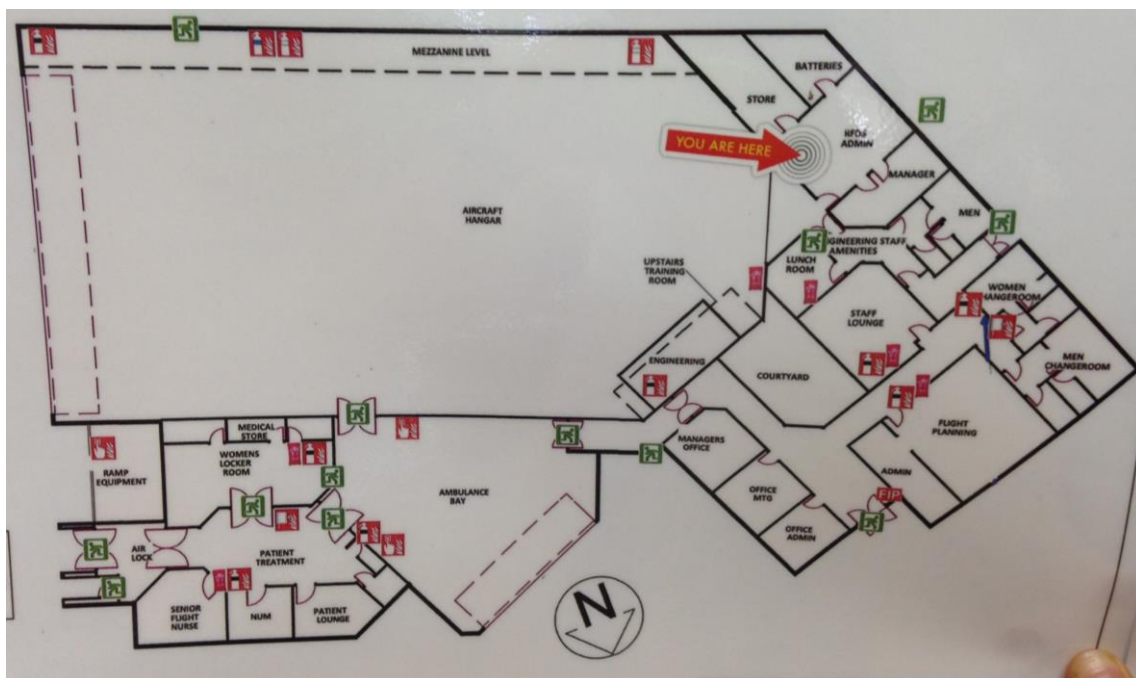 MEZZANINE LEVEL
BATTERIES
STORE
YOU ARE HERE
RFDS
ADMIN
MANAGER
AIRCRAFT
HANGAR
MEN
ENGINEERING STAFF
AMENITIES
LUNCH
ROOM
UPSTAIRS
TRAINING
ROOM
WOMEN
CHANGEROOM
STAFF
LOUNGE
ENGINEERING
COURTYARD
MEN
CHANGEROOM
FLIGHT
PLANNING
MEDICAL
STORE
WOMENS
LOCKER
ROOM
RAMP
EQUIPMENT
MANAGERS
OFFICE
ADMIN
AMBULANCE
BAY
OFFICE
MTG
FIP
OFFICE
ADMIN
AIR
LOCK
PATIENT
TREATMENT
SENIOR
FLIGHT
NURSE
NUM
PATIENT
LOUNGE
N